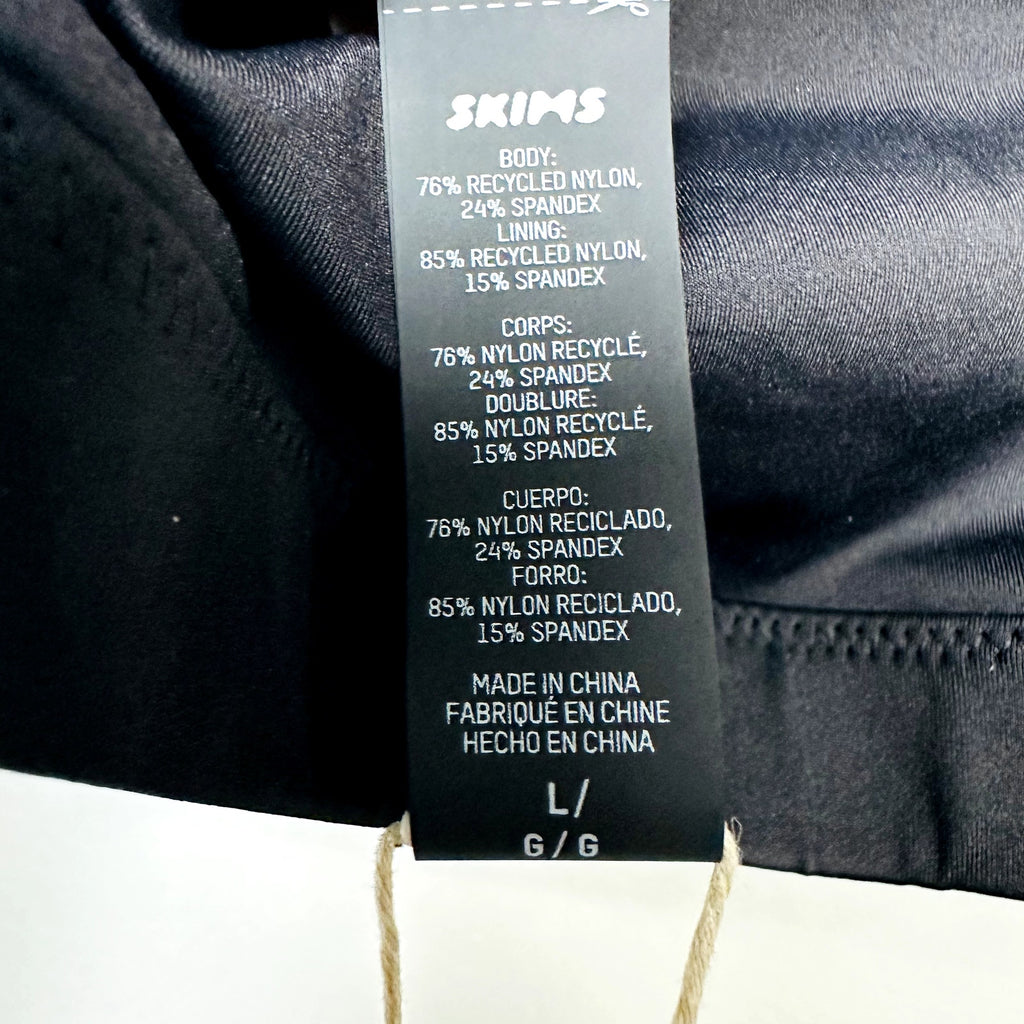 SKIMS
BODY:
76% RECYCLED NYLON,
24% SPANDEX
LINING:
85% RECYCLED NYLON,
15% SPANDEX
CORPS:
76% NYLON RECYCLÉ,
24% SPANDEX
DOUBLURE:
85% NYLON RECYCLÉ,
15% SPANDEX
CUERPO:
76% NYLON RECICLADO,
24% SPANDEX
FORRO:
85% NYLON RECICLADO,
15% SPANDEX
MADE IN CHINA
FABRIQUÉ EN CHINE
HECHO EN CHINA
L/
G/G